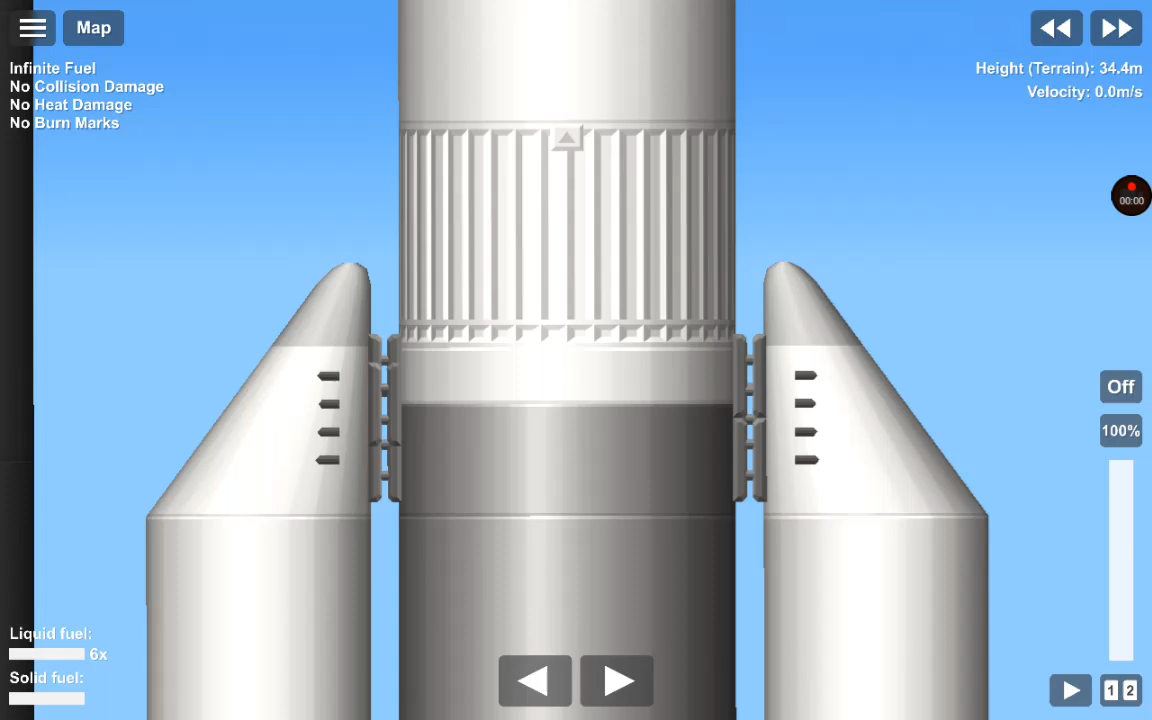 Map
Infinite Fuel
No Collision Damage
No Heat Damage
No Burn Marks
Height (Terrain): 34.4m
Velocity: 0.0m/s
00:00
Off
100%
Liquid fuel:
6x
Solid fuel:
1 2